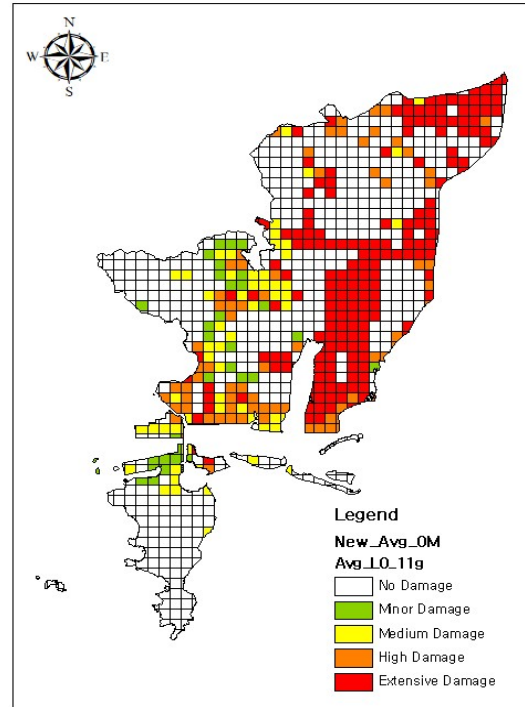 N
W E
S
Legend
New_Avg_0M
Avg_L0_11g
No Damage
Minor Damage
Medium Damage
High Damage
Extensive Damage